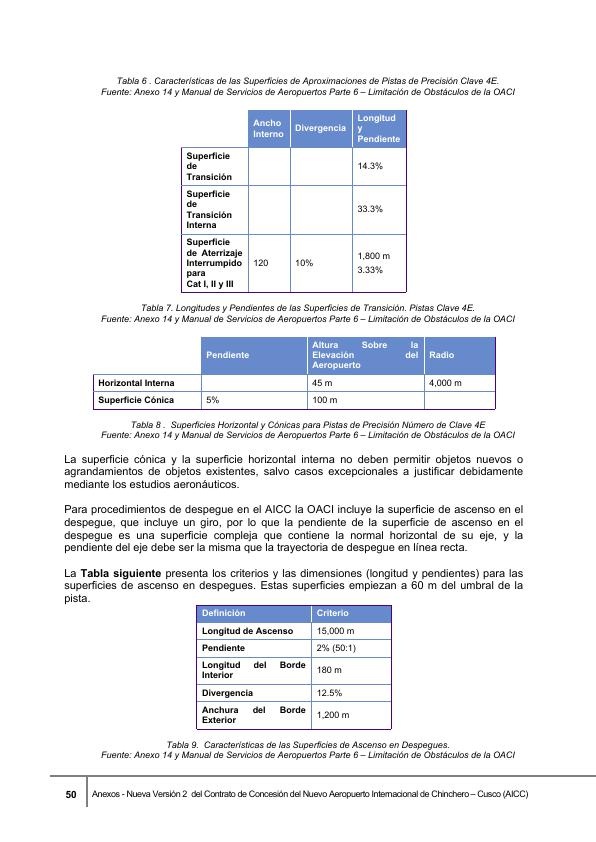 Tabla 6 . Características de las Superficies de Aproximaciones de Pistas de Precisión Clave 4E.
Fuente: Anexo 14 y Manual de Servicios de Aeropuertos Parte 6 – Limitación de Obstáculos de la OACI
Ancho Interno
Divergencia
Longitud y Pendiente
Superficie de Transición
14.3%
Superficie de Transición Interna
33.3%
Superficie de Aterrizaje Interrumpido para Cat I, II y III
120
10%
1,800 m
3.33%
Tabla 7. Longitudes y Pendientes de las Superficies de Transición. Pistas Clave 4E.
Fuente: Anexo 14 y Manual de Servicios de Aeropuertos Parte 6 – Limitación de Obstáculos de la OACI
Pendiente
Altura Sobre la Elevación del Aeropuerto
Radio
Horizontal Interna
45 m
4,000 m
Superficie Cónica
5%
100 m
Tabla 8 . Superficies Horizontal y Cónicas para Pistas de Precisión Número de Clave 4E
Fuente: Anexo 14 y Manual de Servicios de Aeropuertos Parte 6 – Limitación de Obstáculos de la OACI
La superficie cónica y la superficie horizontal interna no deben permitir objetos nuevos o
agrandamientos de objetos existentes, salvo casos excepcionales a justificar debidamente
mediante los estudios aeronáuticos.
Para procedimientos de despegue en el AICC la OACI incluye la superficie de ascenso en el
despegue, que incluye un giro, por lo que la pendiente de la superficie de ascenso en el
despegue es una superficie compleja que contiene la normal horizontal de su eje, y la
pendiente del eje debe ser la misma que la trayectoria de despegue en línea recta.
La Tabla siguiente presenta los criterios y las dimensiones (longitud y pendientes) para las
superficies de ascenso en despegues. Estas superficies empiezan a 60 m del umbral de la
pista.
Definición
Criterio
Longitud de Ascenso
15,000 m
Pendiente
2% (50:1)
Longitud del Borde Interior
180 m
Divergencia
12.5%
Anchura del Borde Exterior
1,200 m
Tabla 9. Características de las Superficies de Ascenso en Despegues.
Fuente: Anexo 14 y Manual de Servicios de Aeropuertos Parte 6 – Limitación de Obstáculos de la OACI
50
Anexos - Nueva Versión 2 del Contrato de Concesión del Nuevo Aeropuerto Internacional de Chinchero – Cusco (AICC)